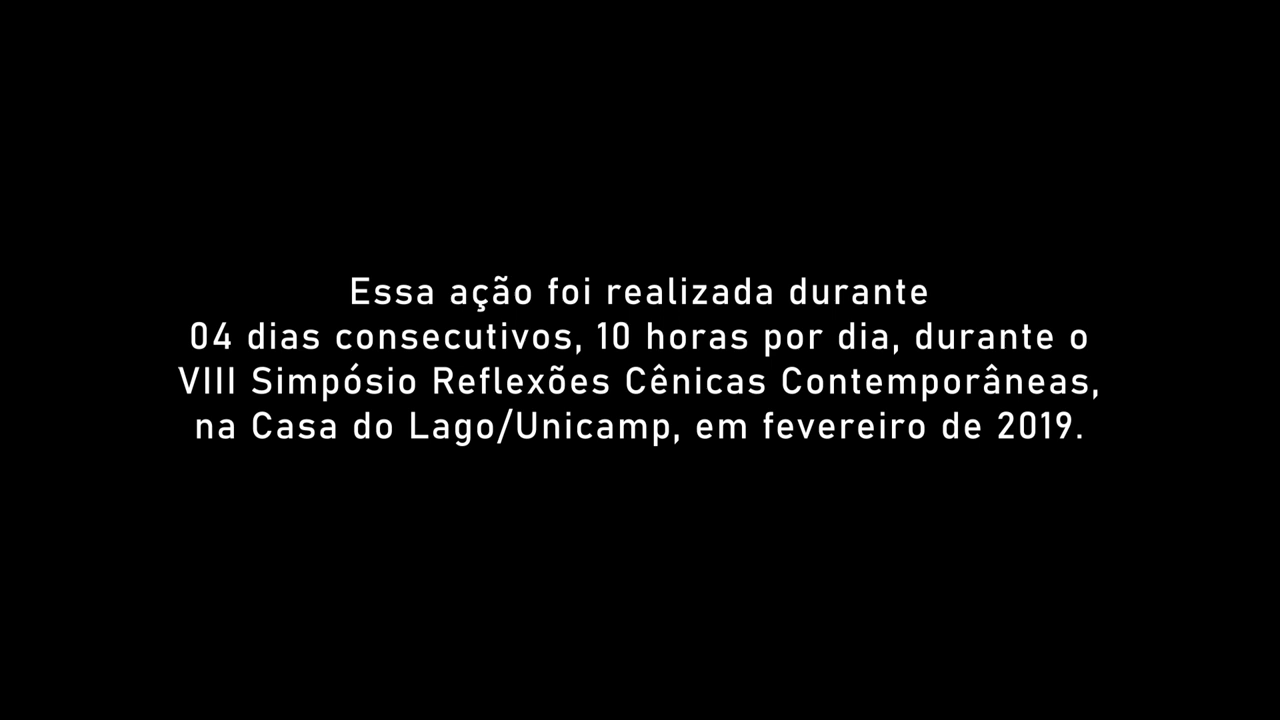 Essa ação foi realizada durante
04 dias consecutivos, 10 horas por dia, durante o
VIII Simpósio Reflexões Cênicas Contemporâneas,
na Casa do Lago/Unicamp, em fevereiro de 2019.